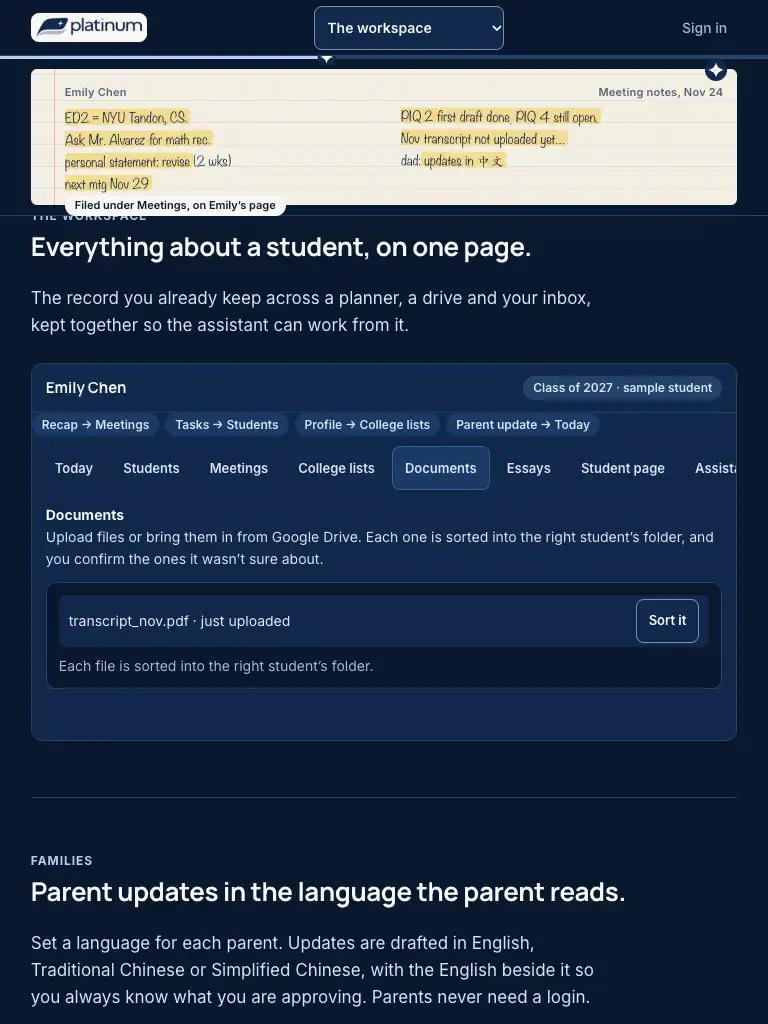 platinum
The workspace
Sign in
Emily Chen
Meeting notes, Nov 24
ED2 = NYU Tandon, CS.
Ask Mr. Alvarez for math rec.
personal statement: revise (2 wks)
next mtg Nov 29
PIQ 2 first draft done, PIQ 4 still open.
Nov transcript not uploaded yet...
dad: updates in 中文
Filed under Meetings, on Emily's page
THE WORKSPACE
Everything about a student, on one page.
The record you already keep across a planner, a drive and your inbox,
kept together so the assistant can work from it.
Emily Chen
Class of 2027 · sample student
Recap → Meetings
Tasks → Students
Profile → College lists
Parent update → Today
Today
Students
Meetings
College lists
Documents
Essays
Student page
Assista
Documents
Upload files or bring them in from Google Drive. Each one is sorted into the right student's folder, and
you confirm the ones it wasn't sure about.
transcript_nov.pdf · just uploaded
Sort it
Each file is sorted into the right student's folder.
FAMILIES
Parent updates in the language the parent reads.
Set a language for each parent. Updates are drafted in English,
Traditional Chinese or Simplified Chinese, with the English beside it so
you always know what you are approving. Parents never need a login.